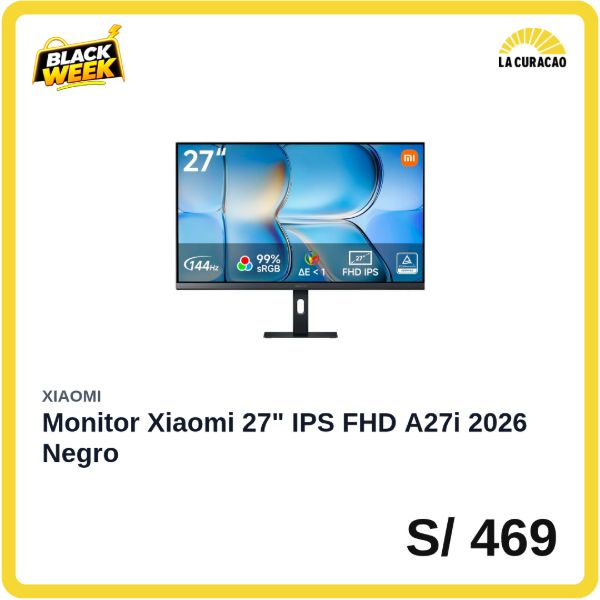 BLACK
WEEK
LA CURACAO
27"
mi
144Hz
99%
sRGB
ΔE < 1
27"
FHD IPS
XIAOMI
Monitor Xiaomi 27" IPS FHD A27i 2026
Negro
S/ 469